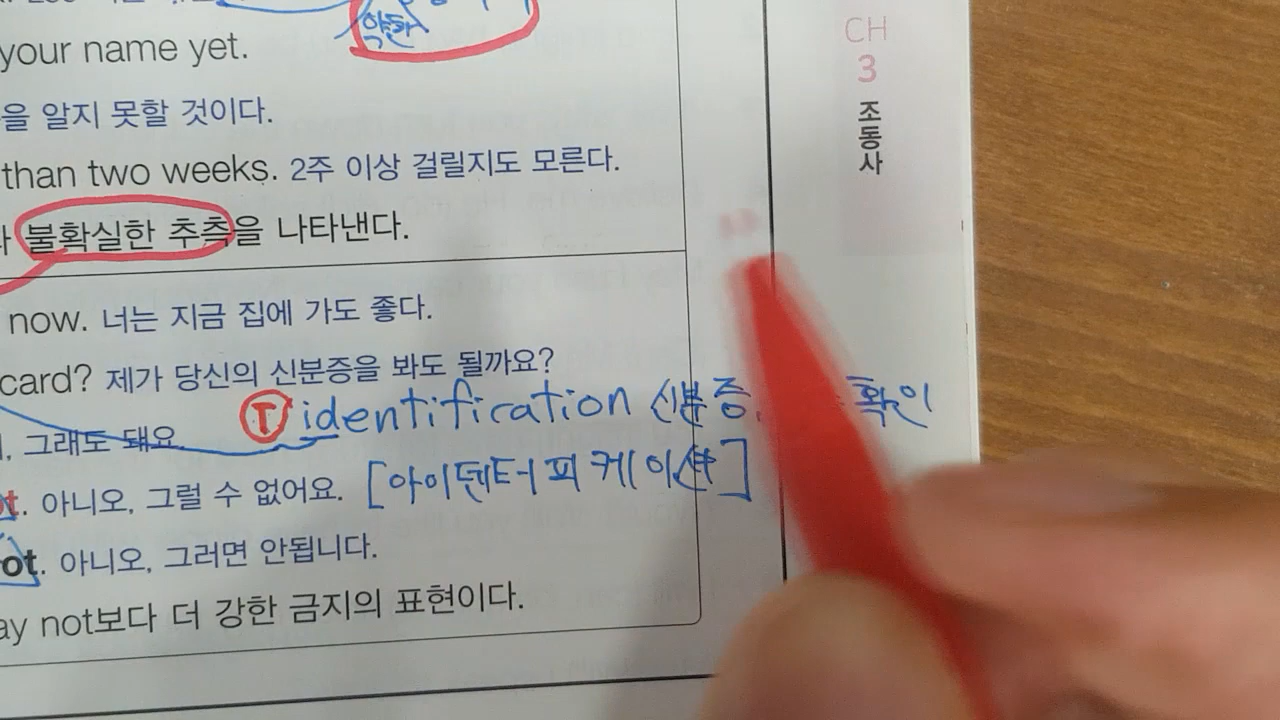 약한
your name yet.
을 알지 못할 것이다.
than two weeks. 2주 이상 걸릴지도 모른다.
불확실한 추측을 나타낸다.
now. 너는 지금 집에 가도 좋다.
card? 제가 당신의 신분증을 봐도 될까요?
T identification 신분증, 확인
, 그래도 돼요.
ot. 아니오, 그럴 수 없어요. [아이덴터피케이션]
ot. 아니오, 그러면 안됩니다.
ay not보다 더 강한 금지의 표현이다.
CH
3
조동사